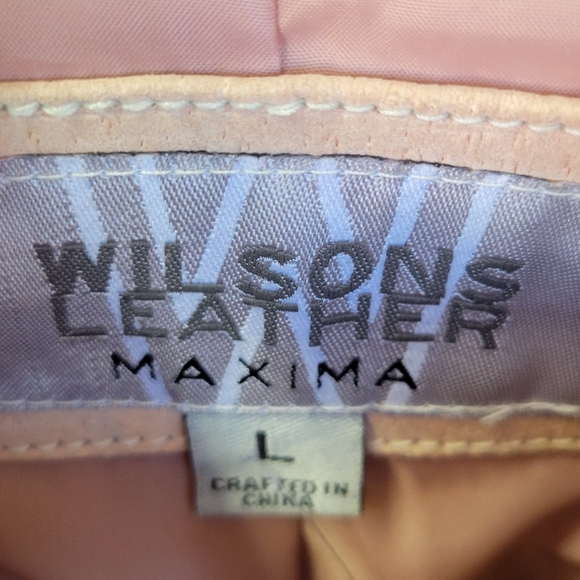 WILSONS
LEATHER
MAXIMA
L
CRAFTED IN
CHINA